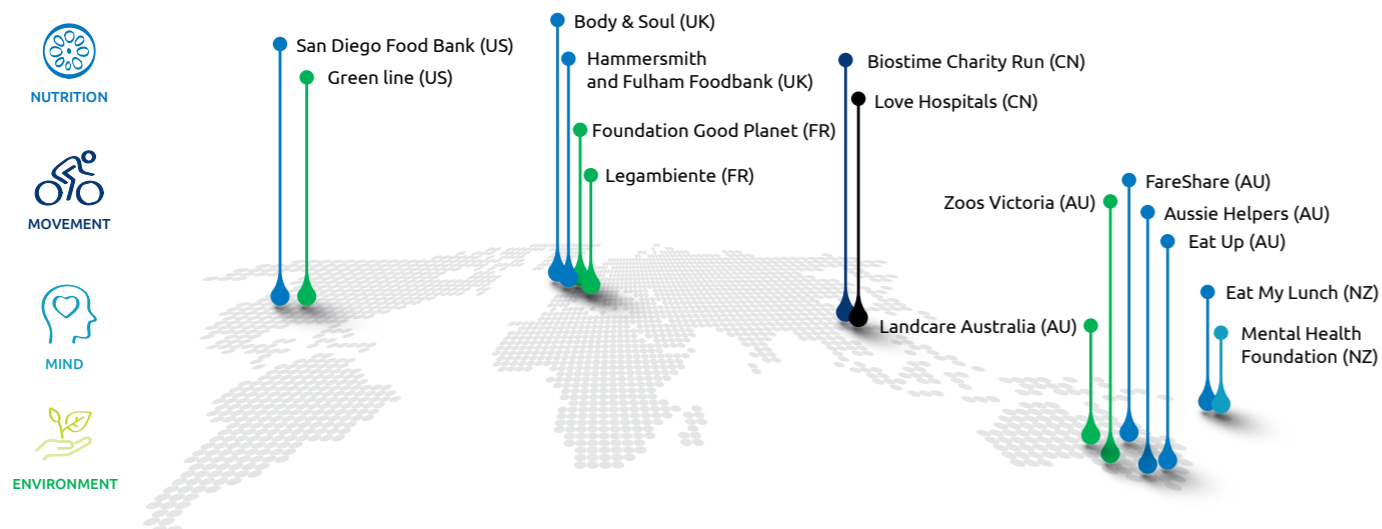 NUTRITION
MOVEMENT
MIND
ENVIRONMENT
San Diego Food Bank (US)
Green line (US)
Body & Soul (UK)
Hammersmith
and Fulham Foodbank (UK)
Foundation Good Planet (FR)
Legambiente (FR)
Biostime Charity Run (CN)
Love Hospitals (CN)
Landcare Australia (AU)
Zoos Victoria (AU)
FareShare (AU)
Aussie Helpers (AU)
Eat Up (AU)
Eat My Lunch (NZ)
Mental Health
Foundation (NZ)